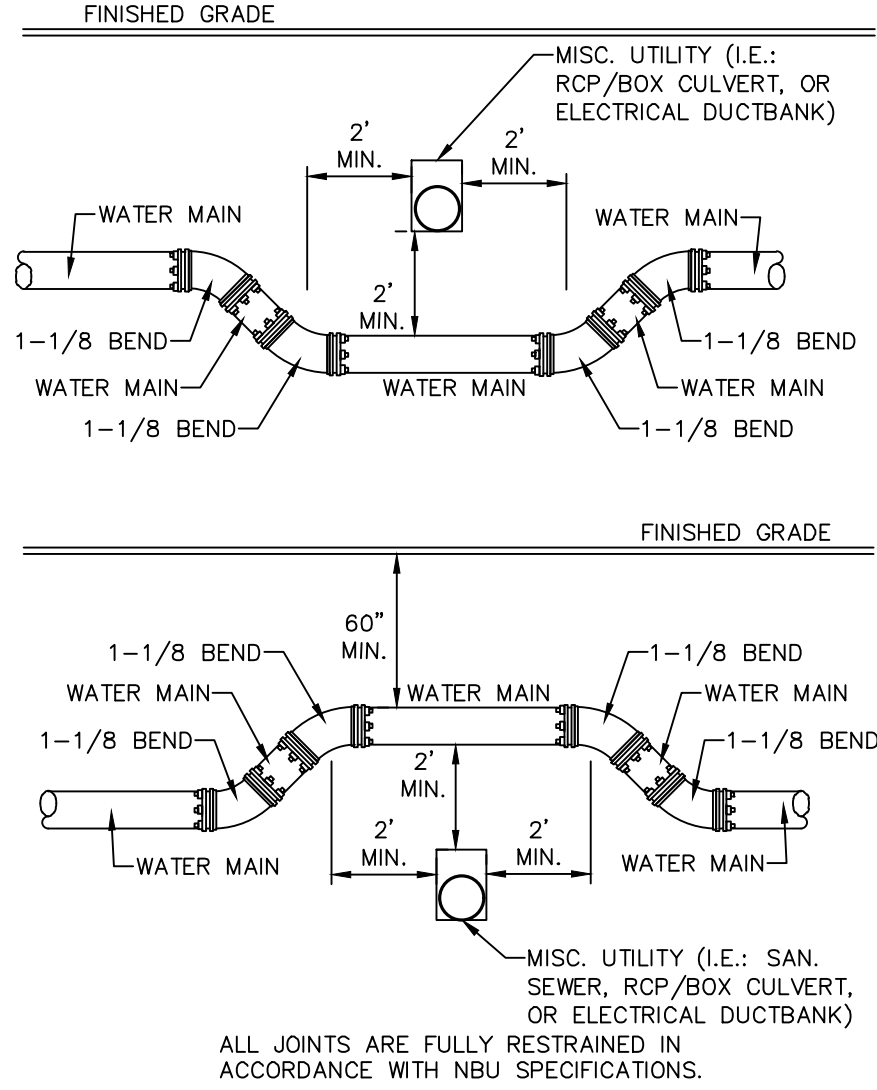 FINISHED GRADE
MISC. UTILITY (I.E.:
RCP/BOX CULVERT, OR
ELECTRICAL DUCTBANK)
2'
MIN.
2'
MIN.
WATER MAIN
WATER MAIN
2'
MIN.
1-1/8 BEND
1-1/8 BEND
WATER MAIN
WATER MAIN
WATER MAIN
1-1/8 BEND
1-1/8 BEND
FINISHED GRADE
60"
MIN.
1-1/8 BEND
1-1/8 BEND
WATER MAIN
WATER MAIN
WATER MAIN
1-1/8 BEND
1-1/8 BEND
2'
MIN.
2'
MIN.
2'
MIN.
WATER MAIN
WATER MAIN
MISC. UTILITY (I.E.: SAN.
SEWER, RCP/BOX CULVERT,
OR ELECTRICAL DUCTBANK)
ALL JOINTS ARE FULLY RESTRAINED IN
ACCORDANCE WITH NBU SPECIFICATIONS.